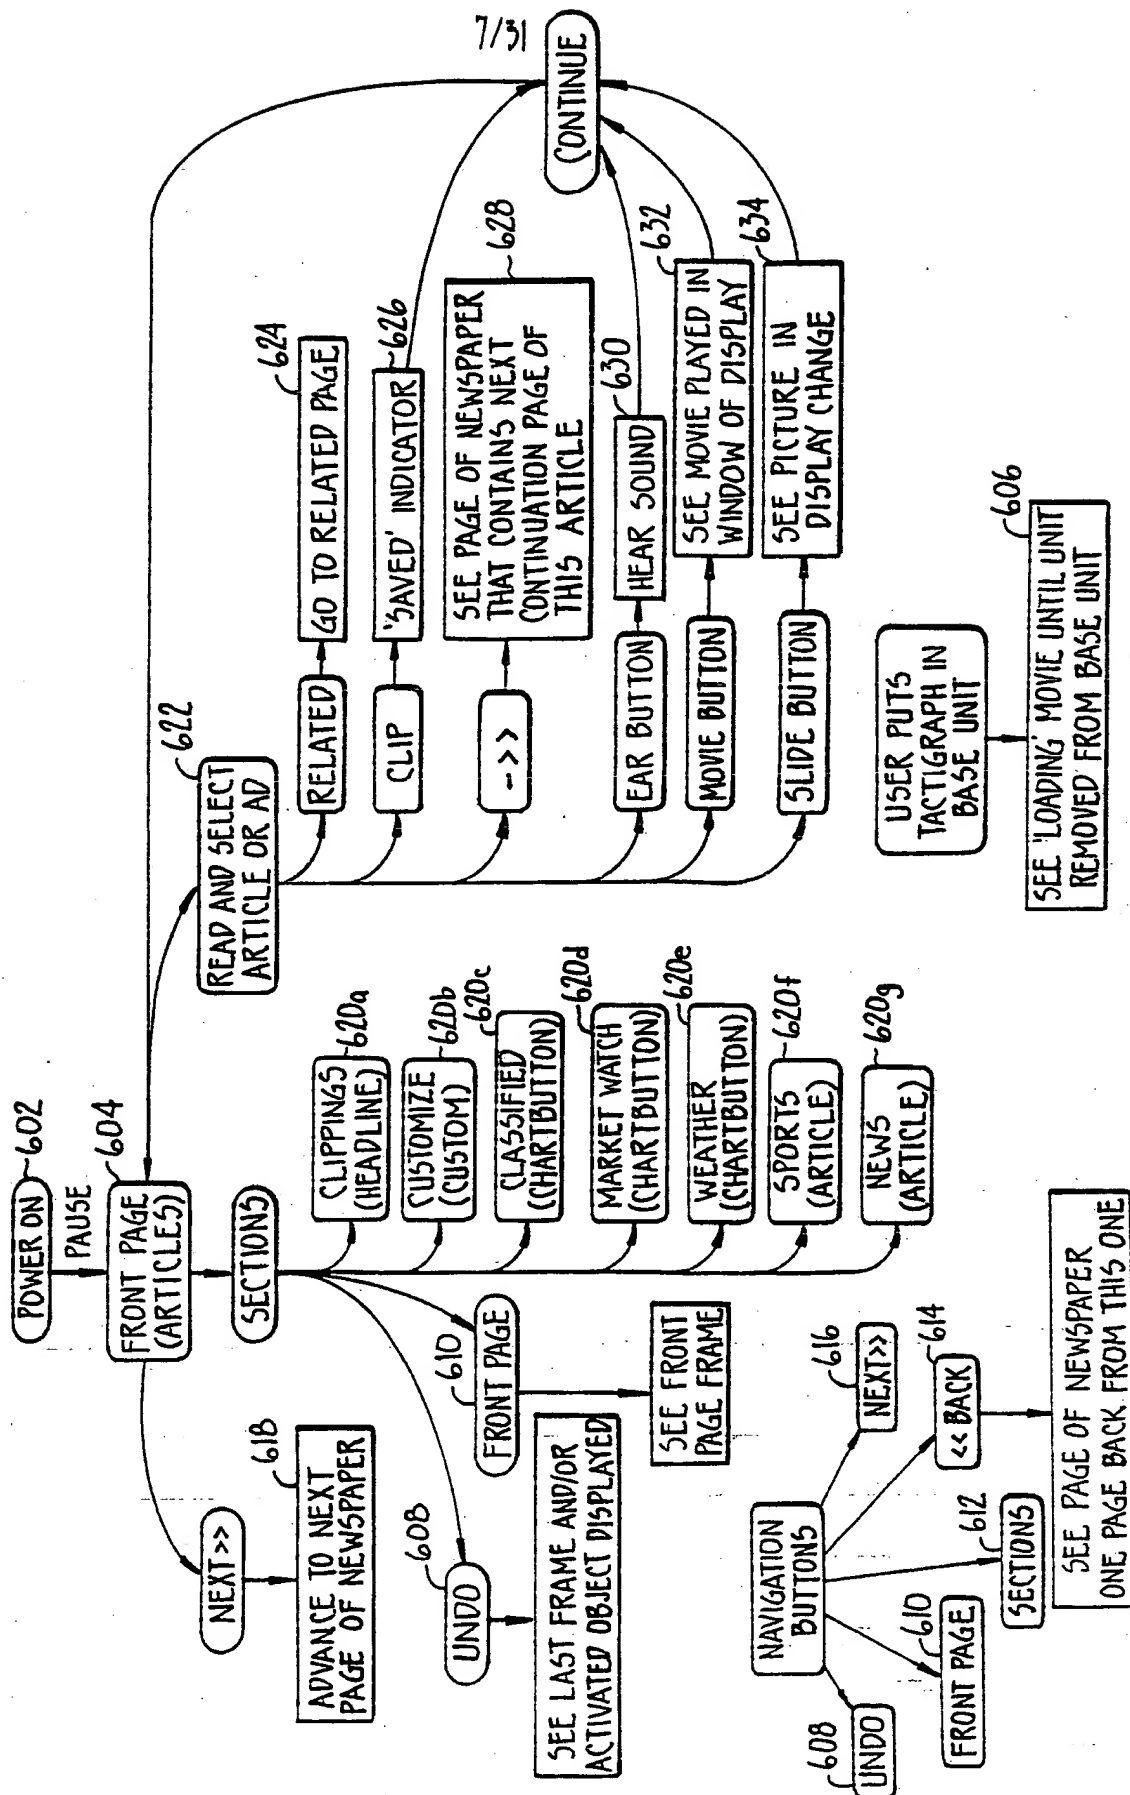 7/31
POWER ON
602
PAUSE
FRONT PAGE
(ARTICLES)
604
NEXT >>
ADVANCE TO NEXT
PAGE OF NEWSPAPER
618
SECTIONS
UNDO
608
SEE LAST FRAME AND/OR
ACTIVATED OBJECT DISPLAYED
FRONT PAGE
610
SEE FRONT
PAGE FRAME
CLIPPINGS
(HEADLINE)
620a
CUSTOMIZE
(CUSTOM)
620b
CLASSIFIED
(CHARTBUTTON)
620c
MARKET WATCH
(CHARTBUTTON)
620d
WEATHER
(CHARTBUTTON)
620e
SPORTS
(ARTICLE)
620f
NEWS
(ARTICLE)
620g
READ AND SELECT
ARTICLE OR AD
622
RELATED
GO TO RELATED PAGE
624
CLIP
"SAVED' INDICATOR
626
->>
SEE PAGE OF NEWSPAPER
THAT CONTAINS NEXT
CONTINUATION PAGE OF
THIS ARTICLE
628
EAR BUTTON
HEAR SOUND
630
MOVIE BUTTON
SEE MOVIE PLAYED IN
WINDOW OF DISPLAY
632
SLIDE BUTTON
SEE PICTURE IN
DISPLAY CHANGE
634
CONTINUE
NAVIGATION
BUTTONS
UNDO
608
FRONT PAGE
610
SECTIONS
612
<< BACK
614
NEXT>>
616
SEE PAGE OF NEWSPAPER
ONE PAGE BACK FROM THIS ONE
USER PUTS
TACTIGRAPH IN
BASE UNIT
SEE 'LOADING' MOVIE UNTIL UNIT
REMOVED FROM BASE UNIT
606